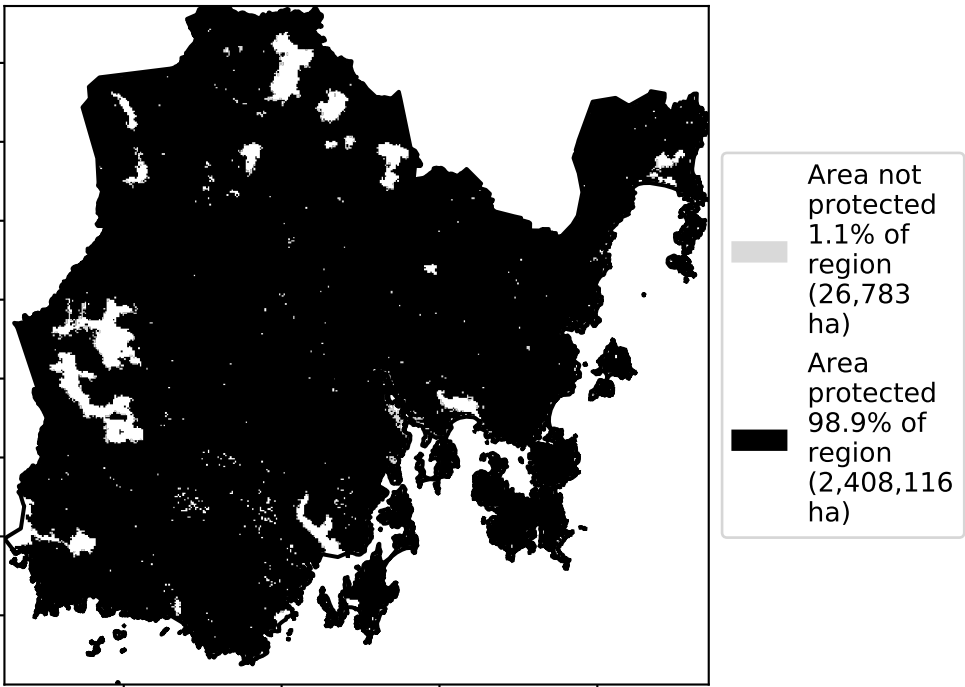 Area not
protected
1.1% of
region
(26,783
ha)
Area
protected
98.9% of
region
(2,408,116
ha)